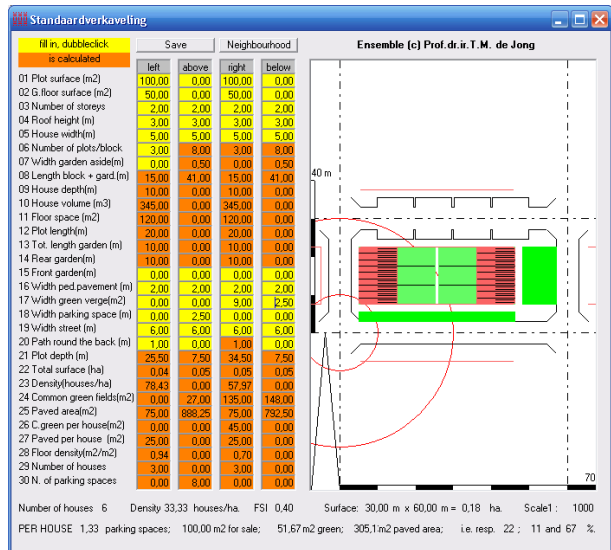 Standaardverkaveling
fill in, dubbleclick Save Neighbourhood Ensemble (c) Prof.dr.ir.T.M. de Jong
is calculated left above right below
01 Plot surface (m2) 100,00 0,00 100,00 0,00
02 G.floor surface (m2) 50,00 0,00 50,00 0,00
03 Number of storeys 2,00 2,00 2,00 2,00
04 Roof height (m) 3,00 3,00 3,00 3,00
05 House width(m) 5,00 5,00 5,00 5,00
06 Number of plots/block 3,00 8,00 3,00 8,00
07 Width garden aside(m) 0,00 0,50 0,00 0,50
08 Length block + gard.(m) 15,00 41,00 15,00 41,00
09 House depth(m) 10,00 0,00 10,00 0,00
10 House volume (m3) 345,00 0,00 345,00 0,00
11 Floor space (m2) 120,00 0,00 120,00 0,00
12 Plot length(m) 20,00 0,00 20,00 0,00
13 Tot. length garden (m) 10,00 0,00 10,00 0,00
14 Rear garden(m) 10,00 0,00 10,00 0,00
15 Front garden(m) 0,00 0,00 0,00 0,00
16 Width ped.pavement (m) 2,00 2,00 2,00 2,00
17 Width green verge(m2) 0,00 0,00 9,00 2,50
18 Width parking space (m) 0,00 2,50 0,00 0,00
19 Width street (m) 6,00 6,00 6,00 6,00
20 Path round the back (m) 1,00 0,00 1,00 0,00
21 Plot depth (m) 25,50 7,50 34,50 7,50
22 Total surface (ha) 0,04 0,05 0,05 0,05
23 Density(houses/ha) 78,43 0,00 57,97 0,00
24 Common green fields(m2) 0,00 27,00 135,00 148,00
25 Paved area(m2) 75,00 888,25 75,00 792,50
26 C.green per house(m2) 0,00 0,00 45,00 0,00
27 Paved per house (m2) 25,00 0,00 25,00 0,00
28 Floor density(m2/m2) 0,94 0,00 0,70 0,00
29 Number of houses 3,00 0,00 3,00 0,00
30 N. of parking spaces 0,00 8,00 0,00 0,00
40 m
70
Number of houses 6 Density 33,33 houses/ha. FSI 0,40 Surface: 30,00 m x 60,00 m = 0,18 ha. Scale1 : 1000
PER HOUSE 1,33 parking spaces; 100,00 m2 for sale; 51,67 m2 green; 305,1 m2 paved area; i.e. resp. 22 ; 11 and 67 %.